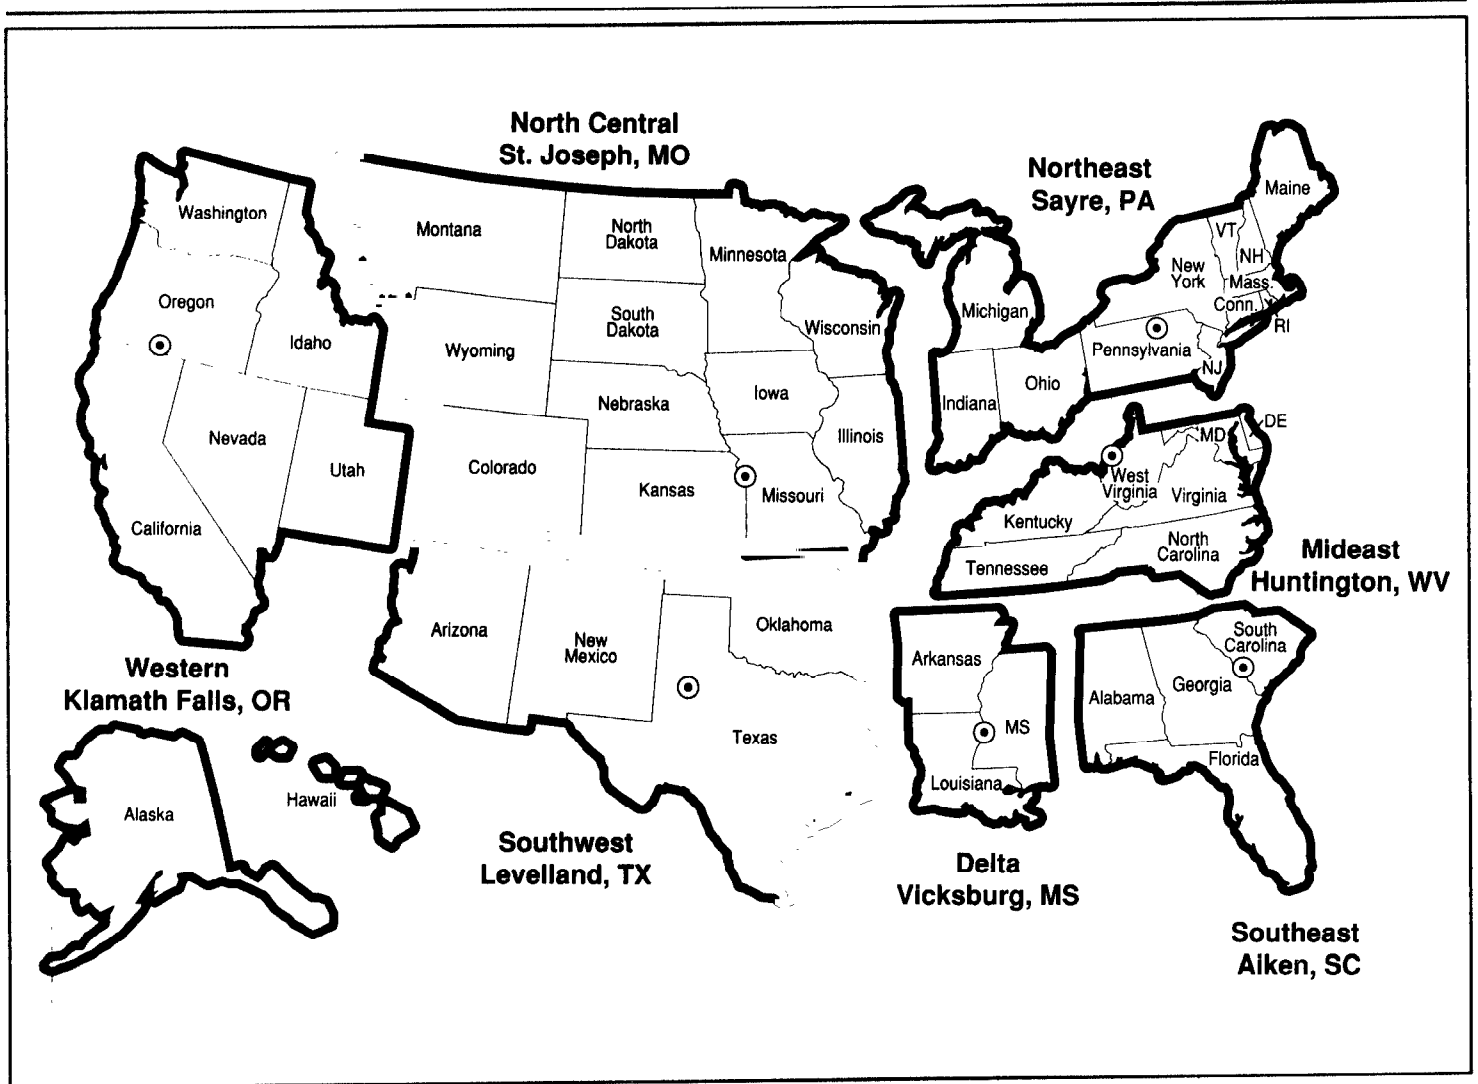 North Central
St. Joseph, MO
Northeast
Sayre, PA
Maine
Washington
Montana
North
Dakota
Minnesota
VT
NH
New
York
Mass.
Conn.
RI
Oregon
South
Dakota
Wisconsin
Michigan
Idaho
Wyoming
Pennsylvania
NJ
Nebraska
Iowa
Ohio
Indiana
Illinois
DE
MD
Nevada
Utah
Colorado
Kansas
Missouri
West
Virginia
Virginia
California
Kentucky
North
Carolina
Tennessee
Mideast
Huntington, WV
Arizona
New
Mexico
Oklahoma
Arkansas
South
Carolina
Georgia
Alabama
Western
Klamath Falls, OR
Texas
MS
Florida
Louisiana
Alaska
Hawaii
Southwest
Levelland, TX
Delta
Vicksburg, MS
Southeast
Aiken, SC